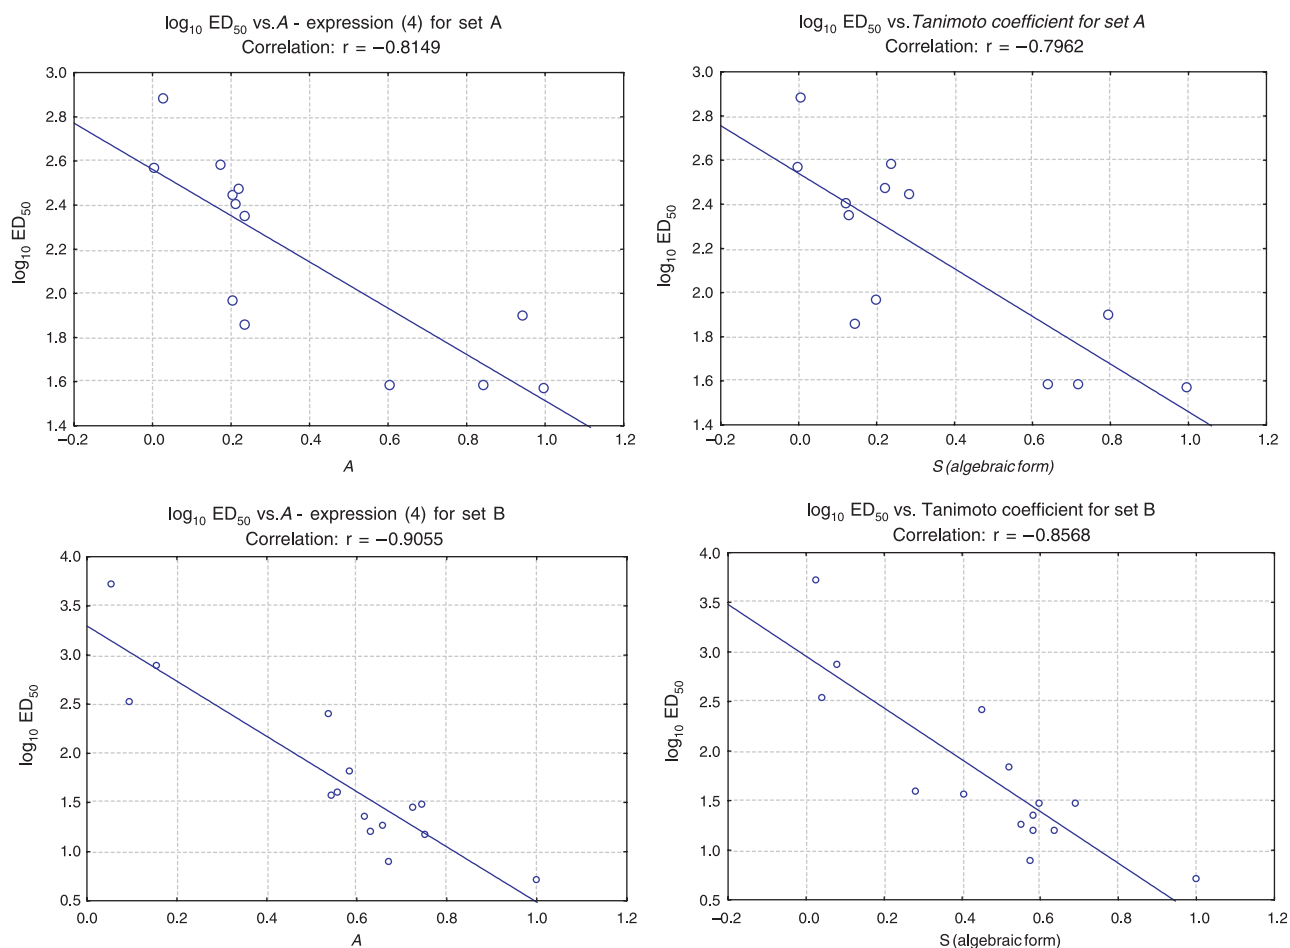 log₁₀ ED₅₀ vs.A - expression (4) for set A
Correlation: r = −0.8149
3.0
2.8
2.6
2.4
2.2
2.0
1.8
1.6
1.4
log₁₀ ED₅₀
−0.2 0.0 0.2 0.4 0.6 0.8 1.0 1.2
A
log₁₀ ED₅₀ vs.Tanimoto coefficient for set A
Correlation: r = −0.7962
3.0
2.8
2.6
2.4
2.2
2.0
1.8
1.6
1.4
log₁₀ ED₅₀
−0.2 0.0 0.2 0.4 0.6 0.8 1.0 1.2
S (algebraic form)
log₁₀ ED₅₀ vs.A - expression (4) for set B
Correlation: r = −0.9055
4.0
3.5
3.0
2.5
2.0
1.5
1.0
0.5
log₁₀ ED₅₀
0.0 0.2 0.4 0.6 0.8 1.0 1.2
A
log₁₀ ED₅₀ vs. Tanimoto coefficient for set B
Correlation: r = −0.8568
4.0
3.5
3.0
2.5
2.0
1.5
1.0
0.5
log₁₀ ED₅₀
−0.2 0.0 0.2 0.4 0.6 0.8 1.0 1.2
S (algebraic form)